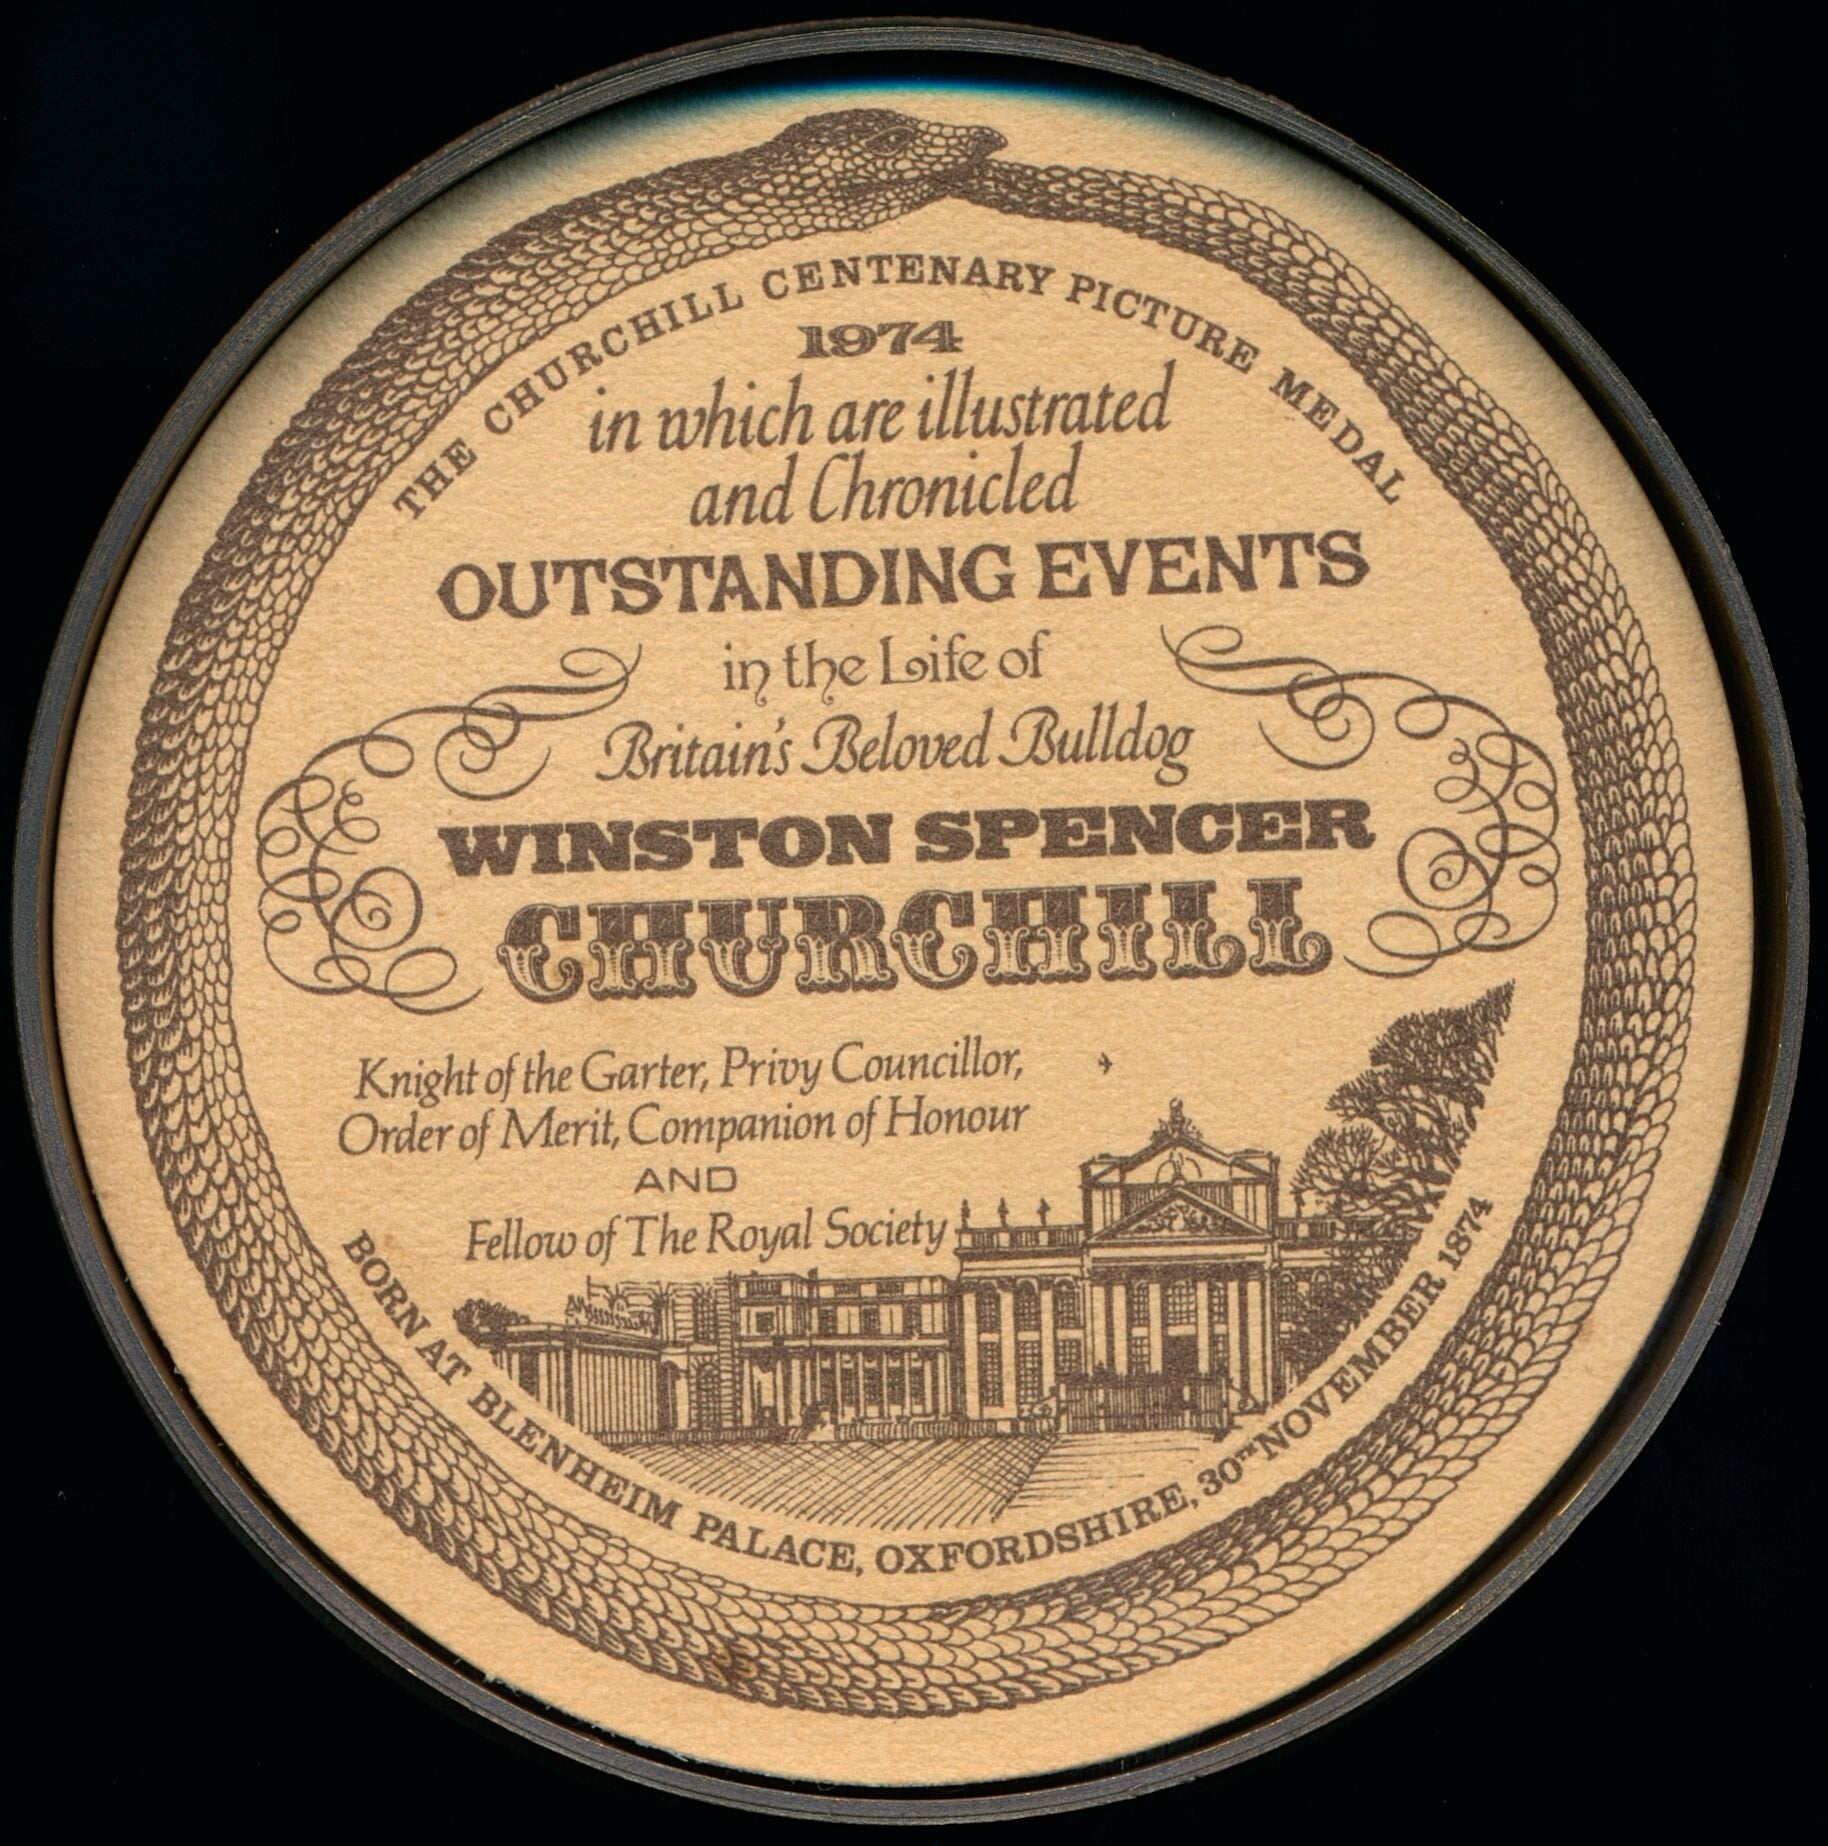 THE CHURCHILL CENTENARY PICTURE MEDAL
1974
in which are illustrated
and Chronicled
OUTSTANDING EVENTS
in the Life of
Britain's Beloved Bulldog
WINSTON SPENCER
CHURCHILL
Knight of the Garter, Privy Councillor,
Order of Merit, Companion of Honour
AND
Fellow of The Royal Society
BORN AT BLENHEIM PALACE, OXFORDSHIRE, 30TH NOVEMBER 1874